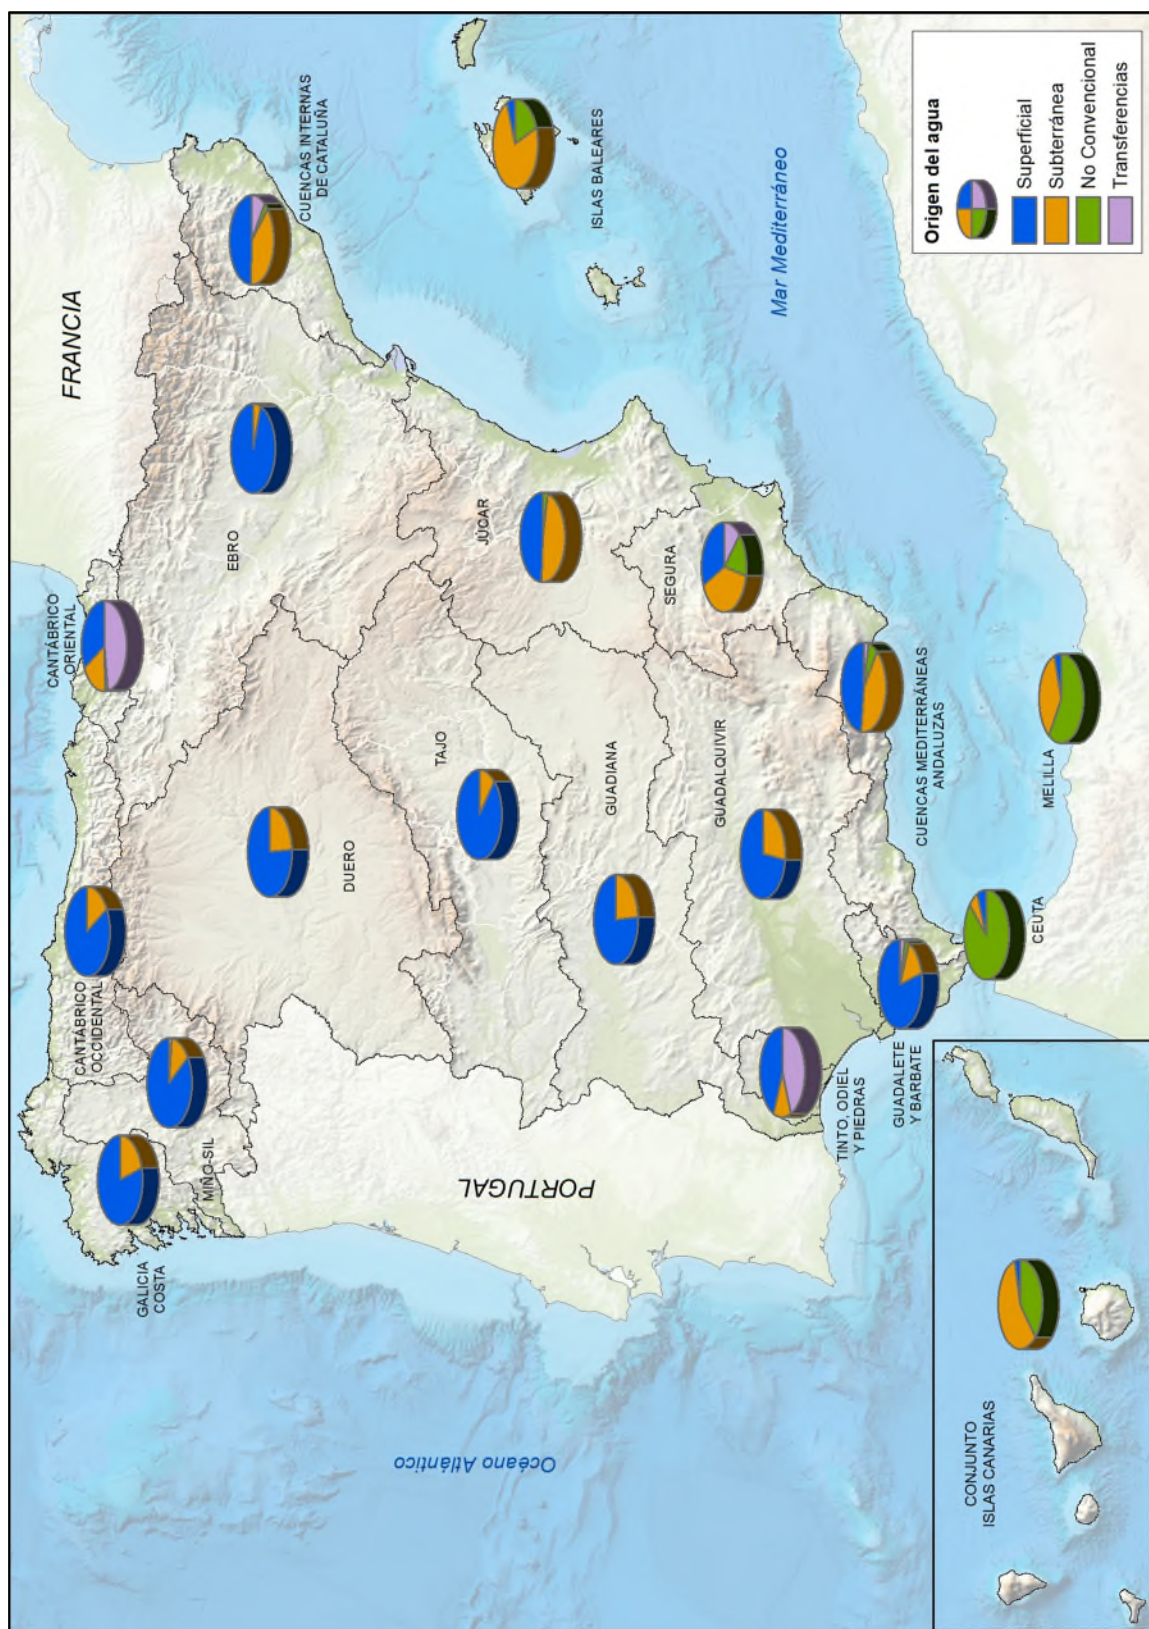 FRANCIA
CANTÁBRICO
ORIENTAL
CANTÁBRICO
OCCIDENTAL
GALICIA
COSTA
MIÑO-SIL
EBRO
CUENCAS INTERNAS
DE CATALUÑA
DUERO
TAJO
JÚCAR
ISLAS BALEARES
GUADIANA
SEGURA
GUADALQUIVIR
PORTUGAL
TINTO, ODIEL
Y PIEDRAS
GUADALETE
Y BARBATE
CUENCAS MEDITERRÁNEAS
ANDALUZAS
CEUTA
MELILLA
Mar Mediterráneo
Océano Atlántico
CONJUNTO
ISLAS CANARIAS
Origen del agua
Superficial
Subterránea
No Convencional
Transferencias